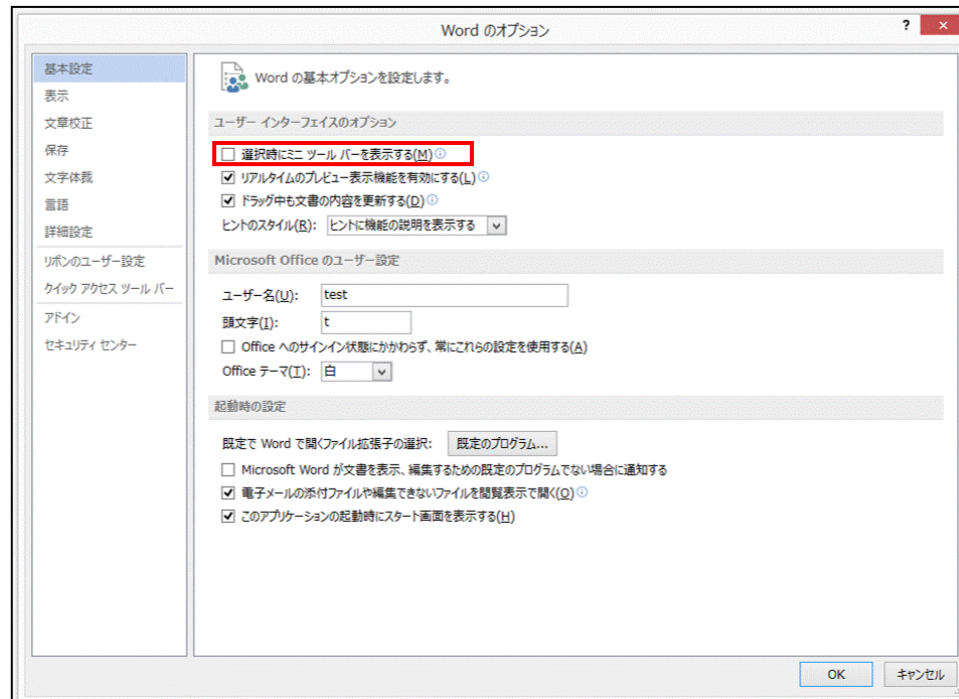 Word のオプション
?
基本設定
表示
文章校正
保存
文字体裁
言語
詳細設定
リボンのユーザー設定
クイック アクセス ツール バー
アドイン
セキュリティ センター
Word の基本オプションを設定します。
ユーザー インターフェイスのオプション
選択時にミニ ツール バーを表示する(M)
リアルタイムのプレビュー表示機能を有効にする(L)
ドラッグ中も文書の内容を更新する(D)
ヒントのスタイル(R): ヒントに機能の説明を表示する
Microsoft Office のユーザー設定
ユーザー名(U): test
頭文字(I): t
Office へのサインイン状態にかかわらず、常にこれらの設定を使用する(A)
Office テーマ(T): 白
起動時の設定
既定で Word で開くファイル拡張子の選択: 既定のプログラム...
Microsoft Word が文書を表示、編集するための既定のプログラムでない場合に通知する
電子メールの添付ファイルや編集できないファイルを閲覧表示で開く(O)
このアプリケーションの起動時にスタート画面を表示する(H)
OK キャンセル